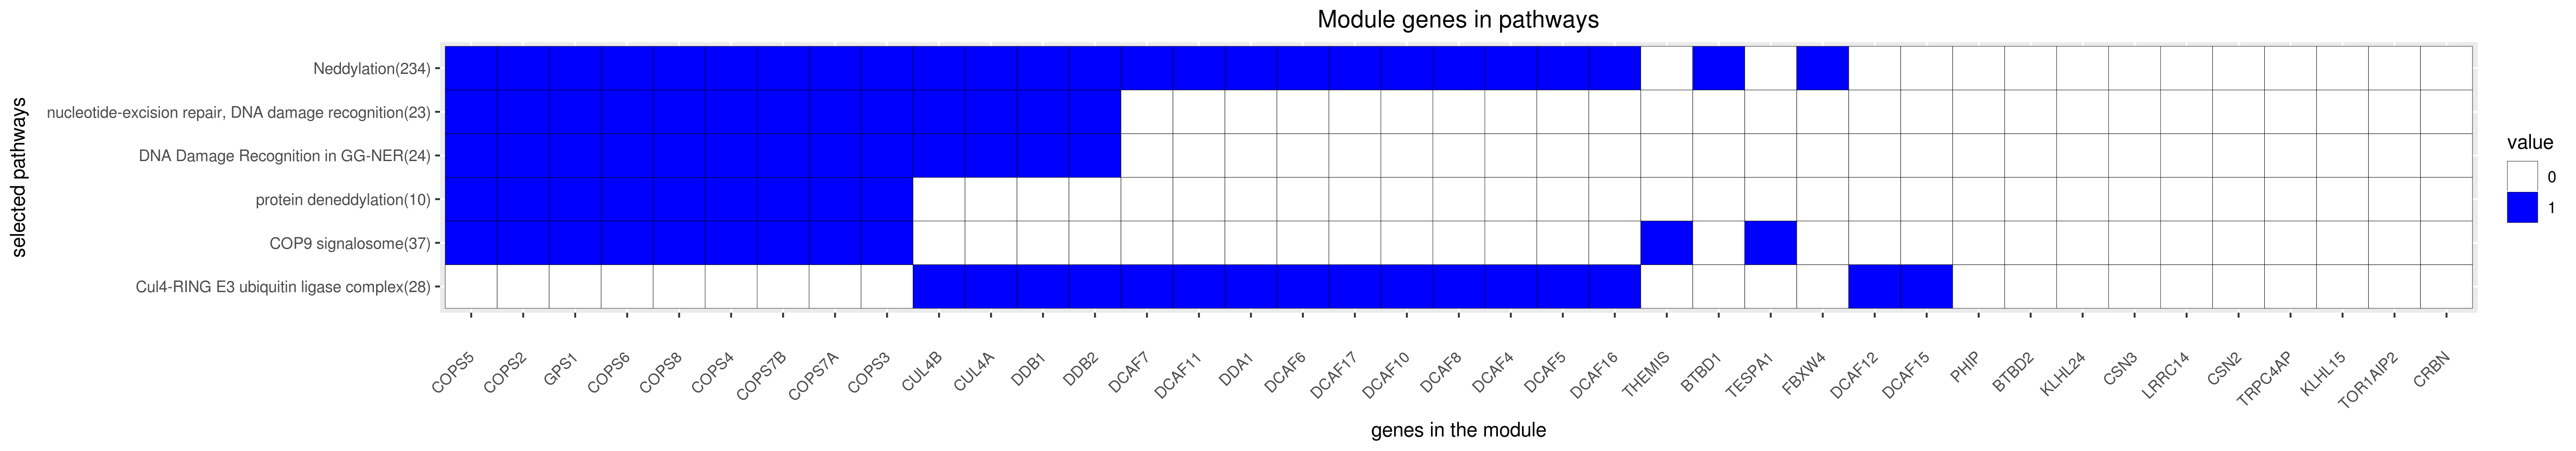 Module genes in pathways
selected pathways
Neddylation(234)
nucleotide-excision repair, DNA damage recognition(23)
DNA Damage Recognition in GG-NER(24)
protein deneddylation(10)
COP9 signalosome(37)
Cul4-RING E3 ubiquitin ligase complex(28)
COPS5
COPS2
GPS1
COPS6
COPS8
COPS4
COPS7B
COPS7A
COPS3
CUL4B
CUL4A
DDB1
DDB2
DCAF7
DCAF11
DDA1
DCAF6
DCAF17
DCAF10
DCAF8
DCAF4
DCAF5
DCAF16
THEMIS
BTBD1
TESPA1
FBXW4
DCAF12
DCAF15
PHIP
BTBD2
KLHL24
CSN3
LRRC14
CSN2
TRPC4AP
KLHL15
TOR1AIP2
CRBN
genes in the module
value
0
1